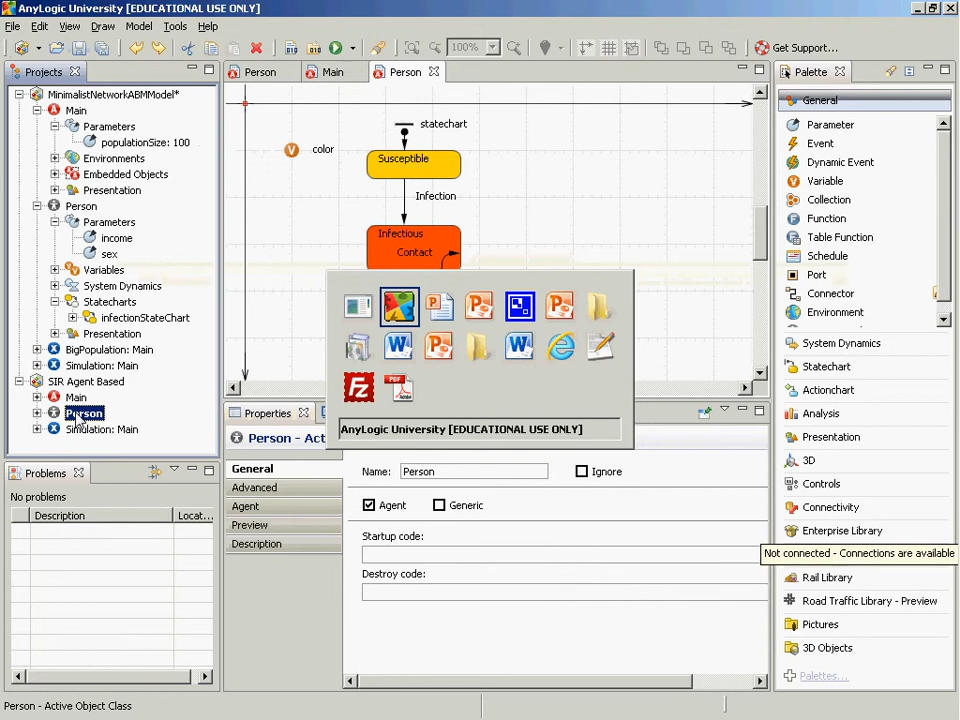 AnyLogic University [EDUCATIONAL USE ONLY]
File Edit View Draw Model Tools Help
100% Get Support...
Projects
MinimalistNetworkABMModel*
Main
Parameters
populationSize: 100
Environments
Embedded Objects
Presentation
Person
Parameters
income
sex
Variables
System Dynamics
Statecharts
infectionStateChart
Presentation
BigPopulation: Main
Simulation: Main
SIR Agent Based
Main
Person
Simulation: Main
Problems
No problems
Description Locat...
Person Main Person
statechart
color
Susceptible
Infection
Infectious
Contact
W W
PDF
Fz
AnyLogic University [EDUCATIONAL USE ONLY]
Properties
Person - Act
General
Advanced
Agent
Preview
Description
Name: Person Ignore
Agent Generic
Startup code:
Destroy code:
Palette
General
Parameter
Event
Dynamic Event
Variable
Collection
Function
Table Function
Schedule
Port
Connector
Environment
System Dynamics
Statechart
Actionchart
Analysis
Presentation
3D
Controls
Connectivity
Enterprise Library
Not connected - Connections are available
Rail Library
Road Traffic Library - Preview
Pictures
3D Objects
Palettes...
Person - Active Object Class